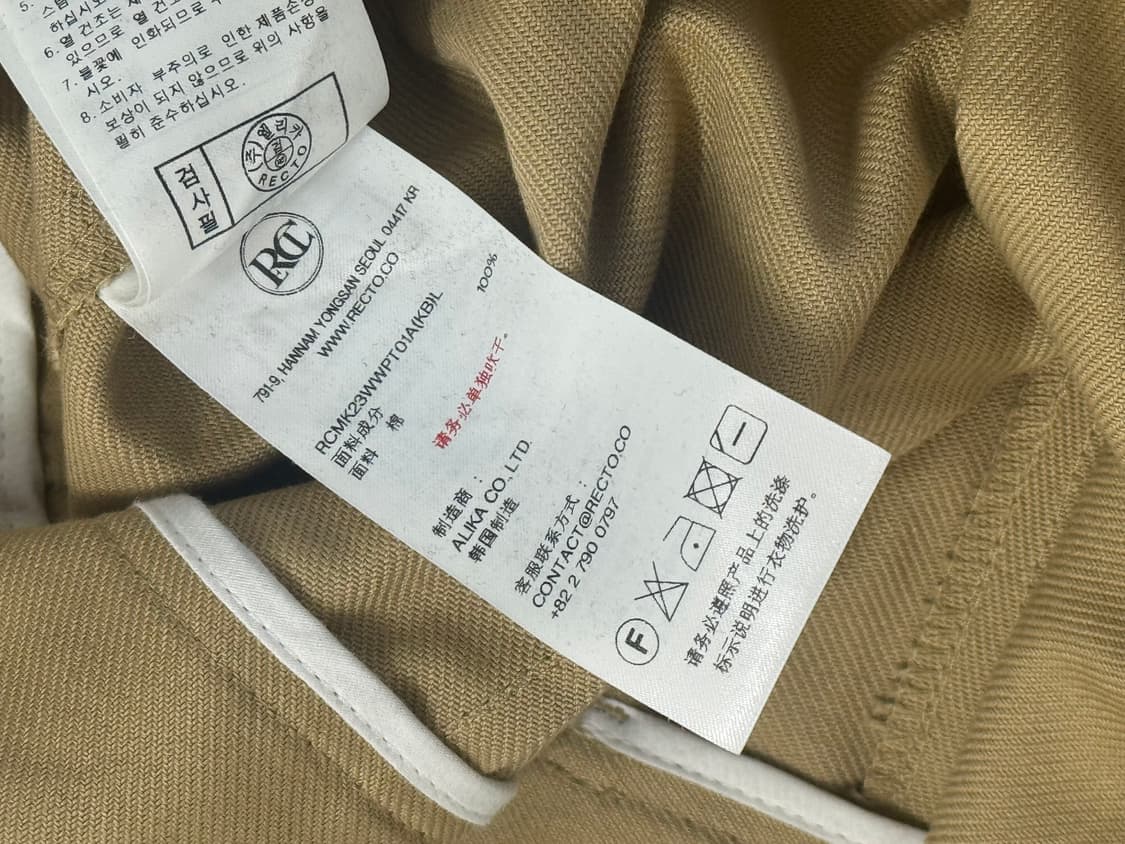 하십시오
6. 열 건조는
있으므로 열 건조
7. 불꽃에 인화되므로
시오.
8. 소비자 부주의로 인한 제품손상
보상이 되지 않으므로 위의 사항을
필히 준수하십시오.
검사필
RECTO
RCC
791-9, HANNAM YONGSAN SEOUL 04417 KR
WWW.RECTO.CO
RCMK23WWPT01A(KB)L
面料成分
面料 棉 100%
请务必单独吹干。
制造商：
ALIKA CO., LTD.
韩国制造
客服联系方式：
CONTACT@RECTO.CO
+82 2 790 0797
F
请务必遵照产品上的洗涤
标示说明进行衣物洗护。